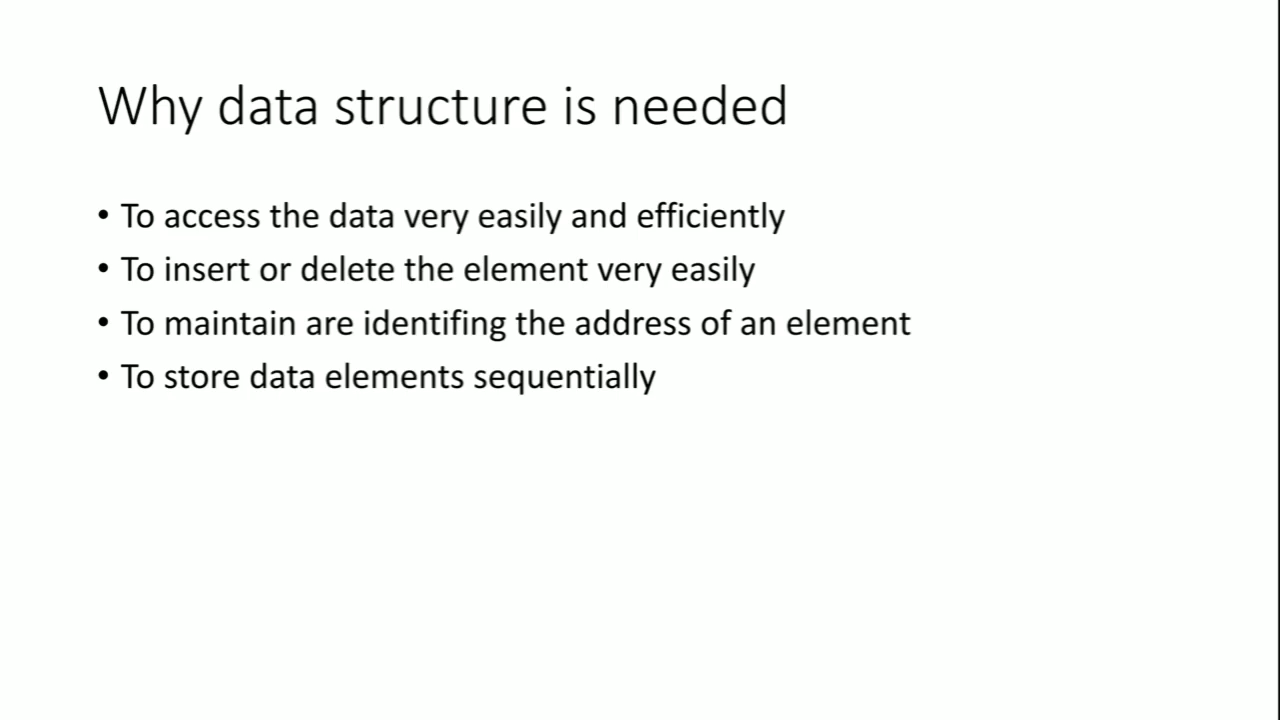 Why data structure is needed
• To access the data very easily and efficiently
• To insert or delete the element very easily
• To maintain are identifing the address of an element
• To store data elements sequentially